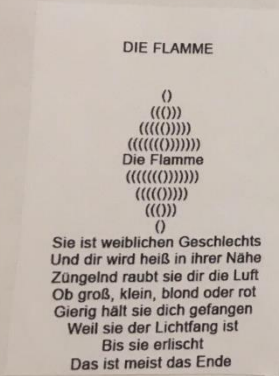 DIE FLAMME
()
((()))
((((()))))
((((((()))))))
Die Flamme
((((((()))))))
((((()))))
((()))
()
Sie ist weiblichen Geschlechts
Und dir wird heiß in ihrer Nähe
Züngelnd raubt sie dir die Luft
Ob groß, klein, blond oder rot
Gierig hält sie dich gefangen
Weil sie der Lichtfang ist
Bis sie erlischt
Das ist meist das Ende